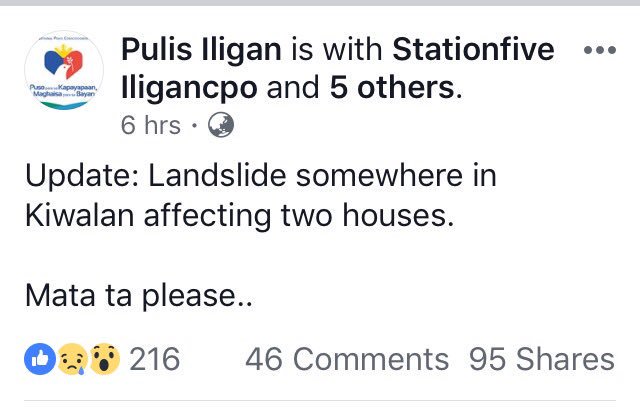 Puso para sa Kapayapaan,
Maghaisa para sa Bayan
Pulis Iligan is with Stationfive
Iligancpo and 5 others.
6 hrs ·
Update: Landslide somewhere in
Kiwalan affecting two houses.
Mata ta please..
216 46 Comments 95 Shares